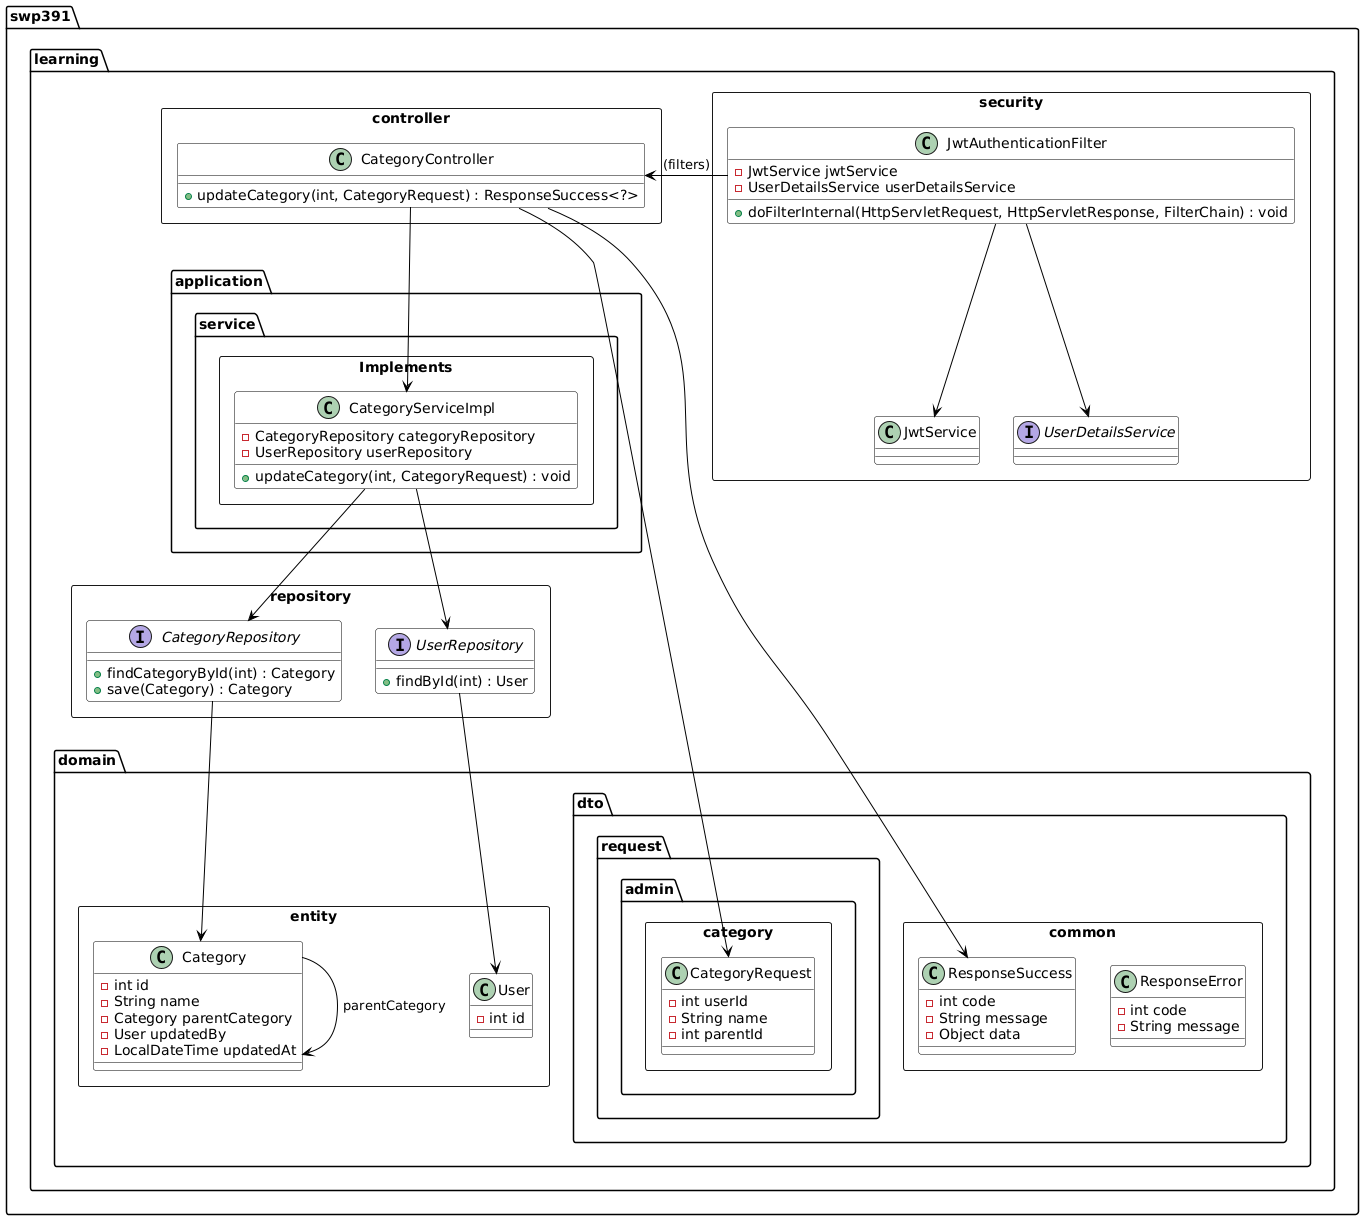 swp391
learning
controller
C CategoryController
updateCategory(int, CategoryRequest) : ResponseSuccess<?>
(filters)
security
C JwtAuthenticationFilter
JwtService jwtService
UserDetailsService userDetailsService
doFilterInternal(HttpServletRequest, HttpServletResponse, FilterChain) : void
C JwtService
I UserDetailsService
application
service
Implements
C CategoryServiceImpl
CategoryRepository categoryRepository
UserRepository userRepository
updateCategory(int, CategoryRequest) : void
repository
I CategoryRepository
findCategoryById(int) : Category
save(Category) : Category
I UserRepository
findById(int) : User
domain
entity
C Category
int id
String name
Category parentCategory
User updatedBy
LocalDateTime updatedAt
parentCategory
C User
int id
dto
request
admin
category
C CategoryRequest
int userId
String name
int parentId
common
C ResponseSuccess
int code
String message
Object data
C ResponseError
int code
String message